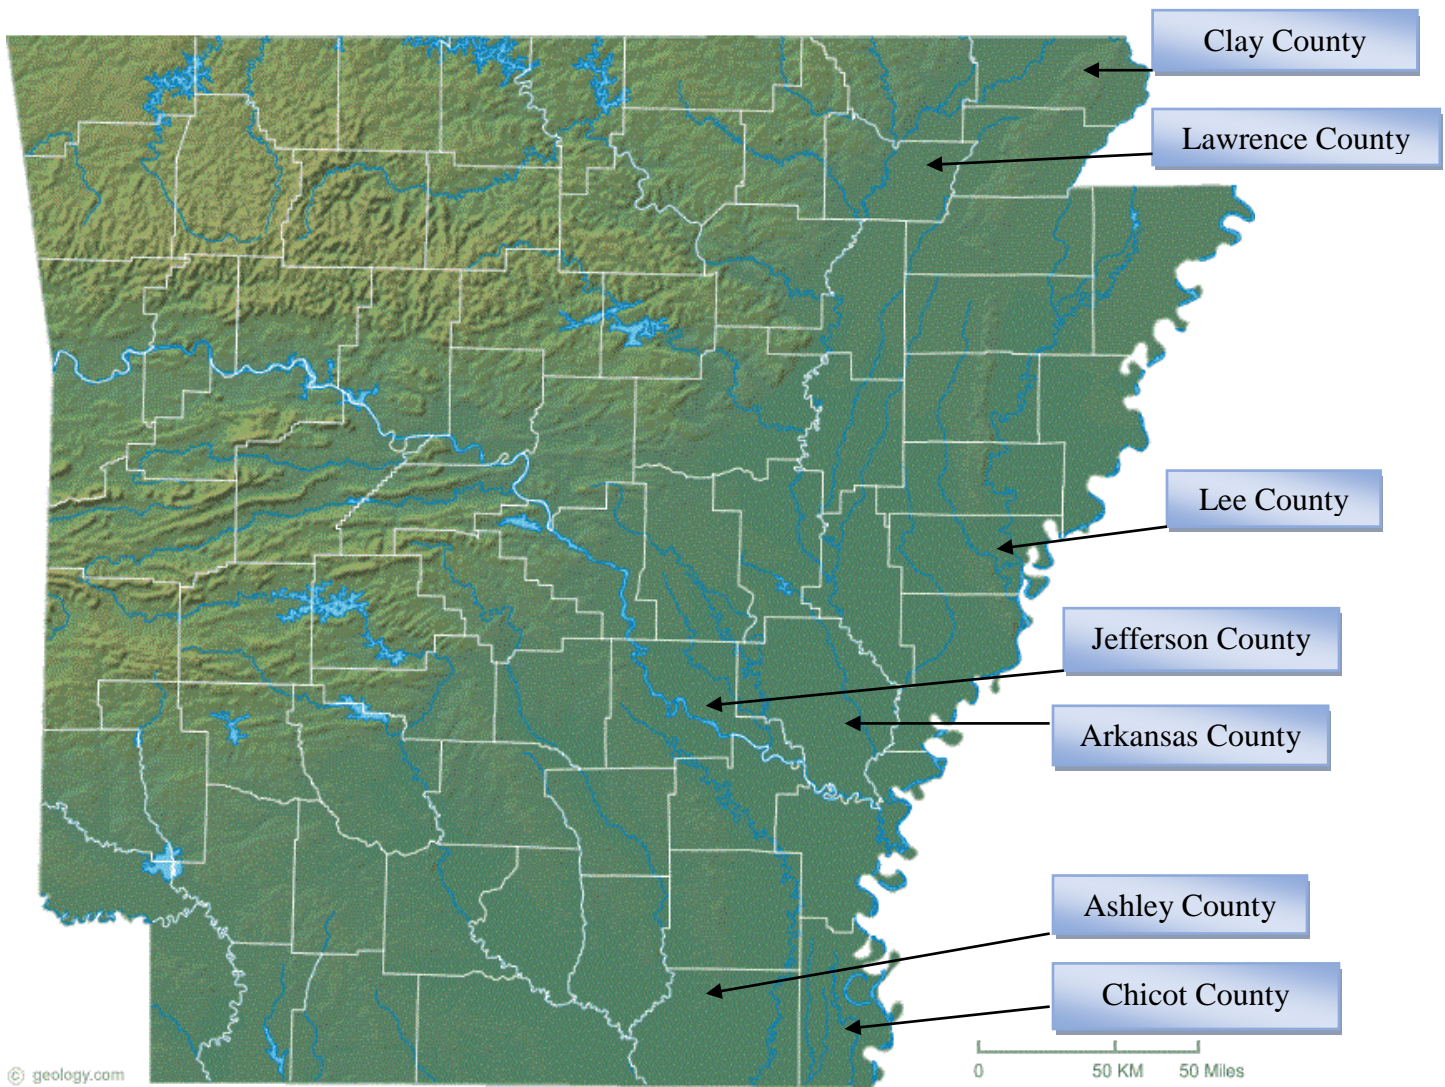 Clay County
Lawrence County
Lee County
Jefferson County
Arkansas County
Ashley County
Chicot County
0 50 KM 50 Miles
© geology.com